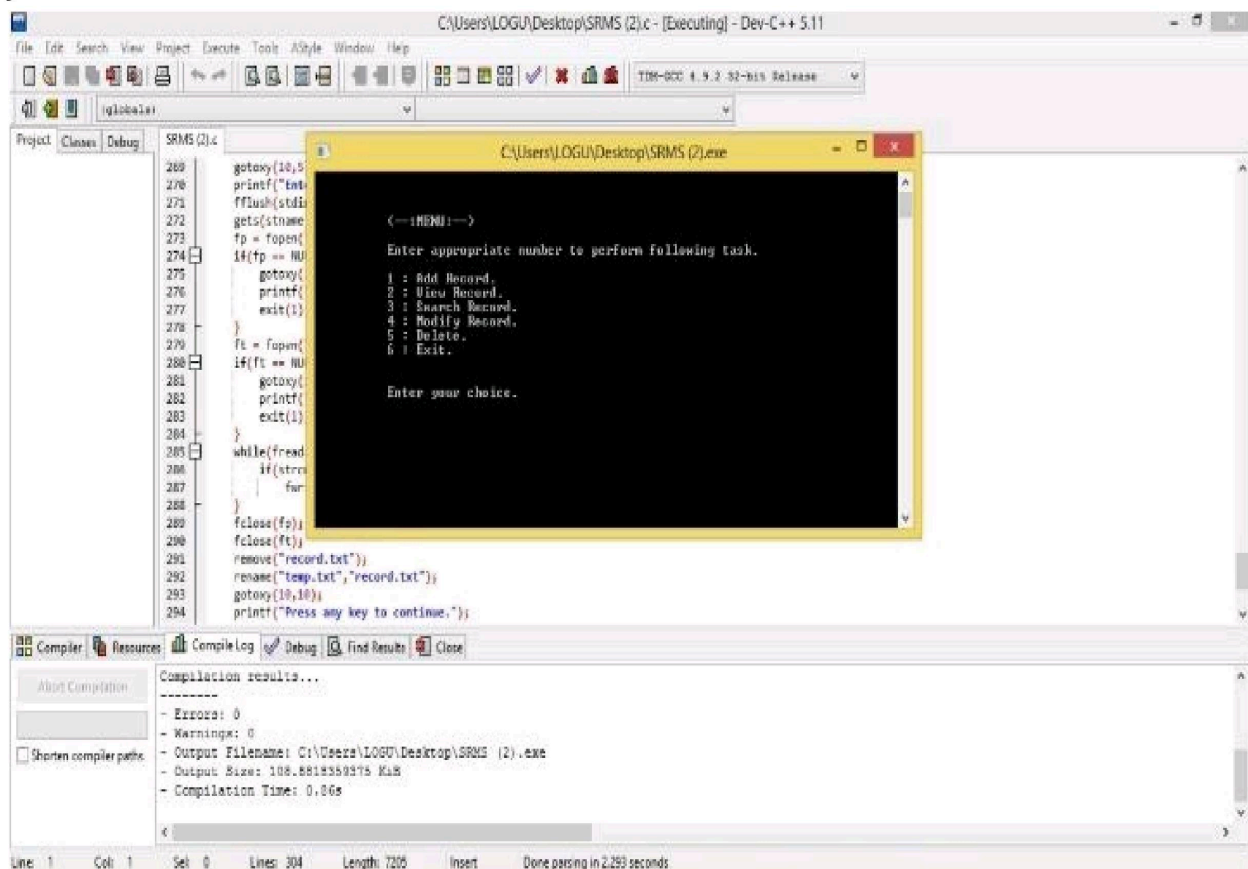 C:\Users\LOGU\Desktop\SRMS (2).c - [Executing] - Dev-C++ 5.11
File Edit Search View Project Execute Tools AStyle Window Help
TDM-GCC 4.9.2 32-bit Release
(globals)
Project Classes Debug
SRMS (2).c
C:\Users\LOGU\Desktop\SRMS (2).exe
<--:MENU:-->
Enter appropriate number to perform following task.
1 : Add Record.
2 : View Record.
3 : Search Record.
4 : Modify Record.
5 : Delete.
6 : Exit.
Enter your choice.
269 gotoxy(10,5
270 printf("Ente
271 fflush(stdi
272 gets(stname
273 fp = fopen(
274 if(fp == NU
275 gotoxy(
276 printf(
277 exit(1)
278 }
279 ft = fopen(
280 if(ft == NU
281 gotoxy(
282 printf(
283 exit(1)
284 }
285 while(fread
286 if(strc
287 fwr
288 }
289 fclose(fp);
290 fclose(ft);
291 remove("record.txt");
292 rename("temp.txt","record.txt");
293 gotoxy(10,10);
294 printf("Press any key to continue.");
Compiler Resources Compile Log Debug Find Results Close
Abort Compilation
Shorten compiler paths
Compilation results...
--------
- Errors: 0
- Warnings: 0
- Output Filename: C:\Users\LOGU\Desktop\SRMS (2).exe
- Output Size: 108.8818359375 KiB
- Compilation Time: 0.86s
Line: 1 Col: 1 Sel: 0 Lines: 304 Length: 7205 Insert Done parsing in 2.293 seconds